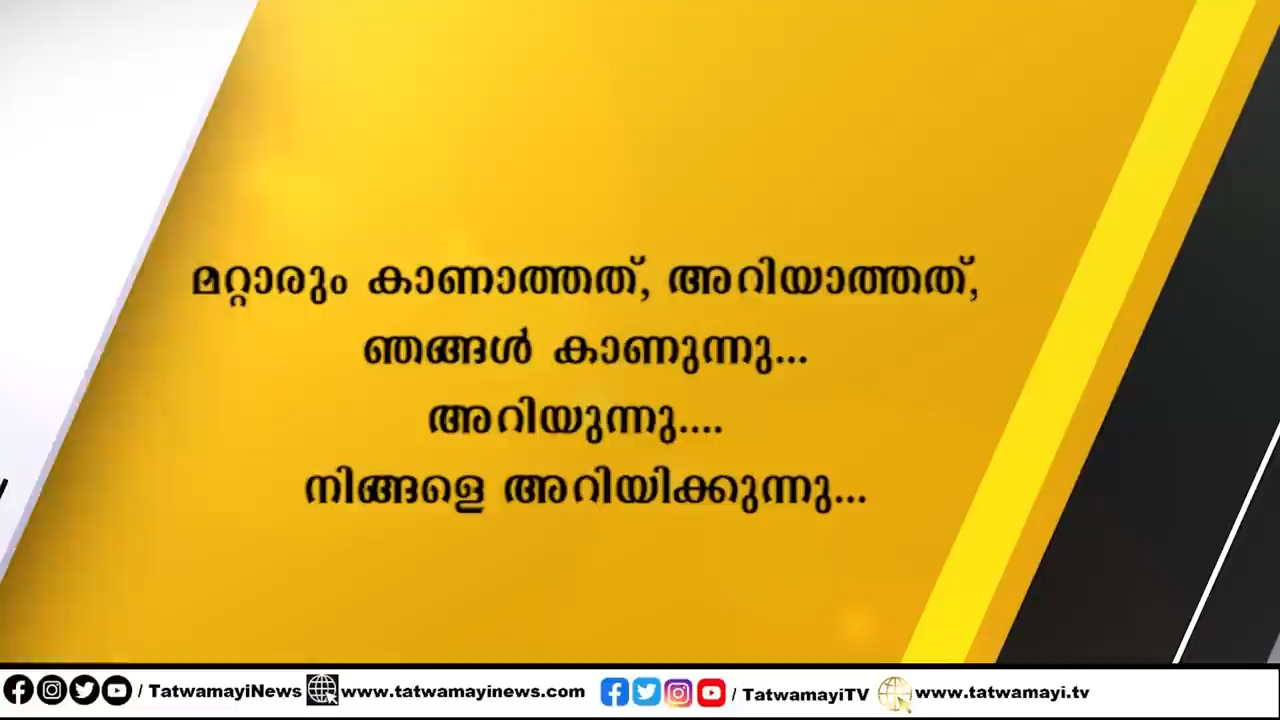 മറ്റാരും കാണാത്തത്, അറിയാത്തത്,
ഞങ്ങൾ കാണുന്നു...
അറിയുന്നു....
നിങ്ങളെ അറിയിക്കുന്നു...
/ TatwamayiNews www.tatwamayinews.com / TatwamayiTV www.tatwamayi.tv